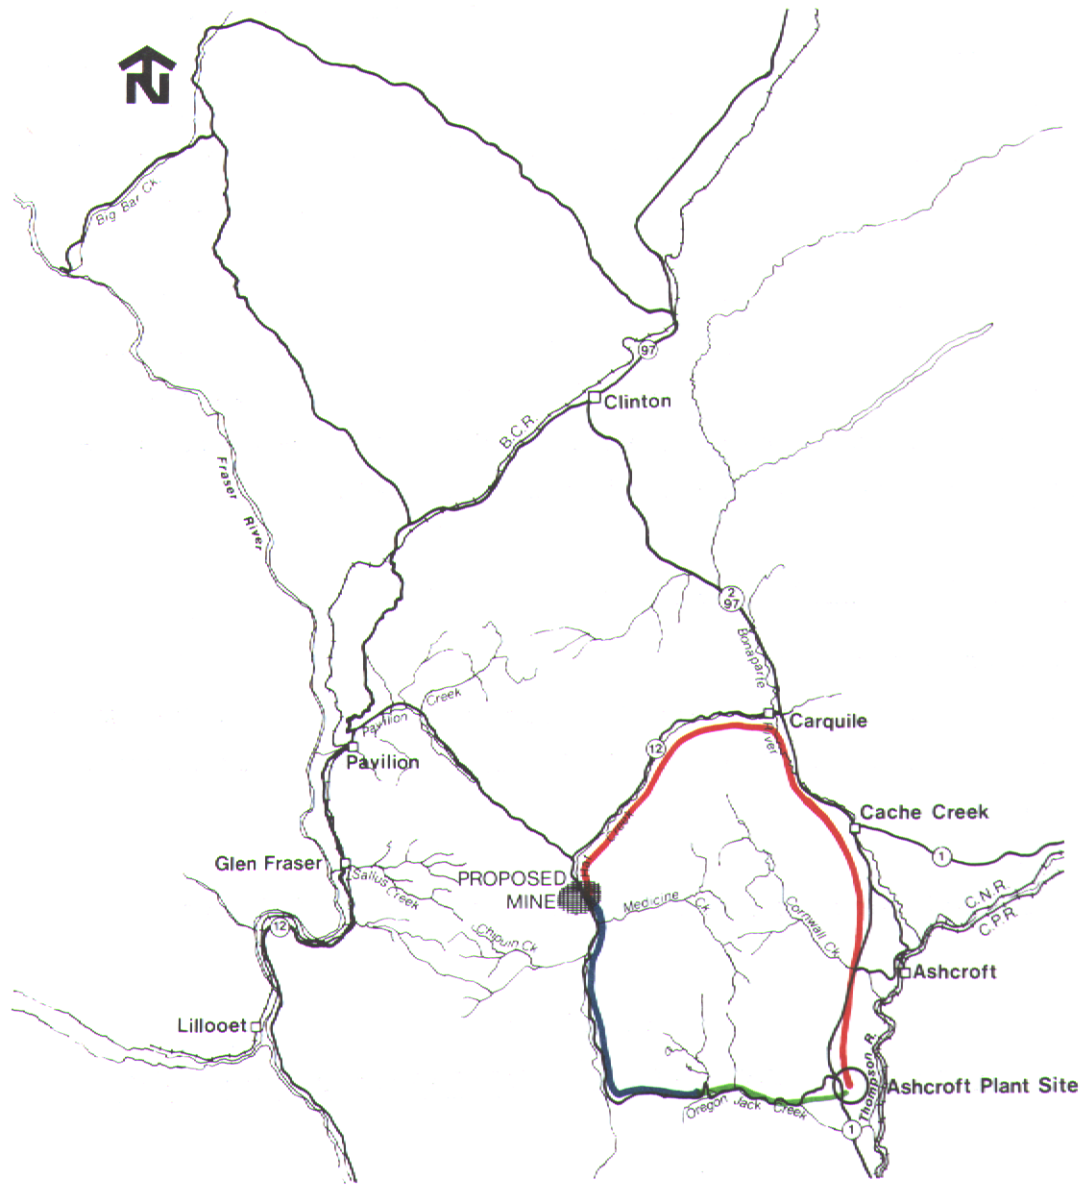 N
Big Bar Ck.
97
Clinton
B.C.R.
Fraser
River
2
97
Bonaparte
River
Pavilion Creek
Carquile
12
Pavilion
Cache Creek
1
Glen Fraser
Sallus
Creek
Creek
PROPOSED
MINE
Medicine
Ck
Cornwall Ck.
C.N.R.
C.P.R.
12
Chipuin Ck
Ashcroft
Lillooet
Thompson R.
Ashcroft Plant Site
Oregon Jack Creek
1